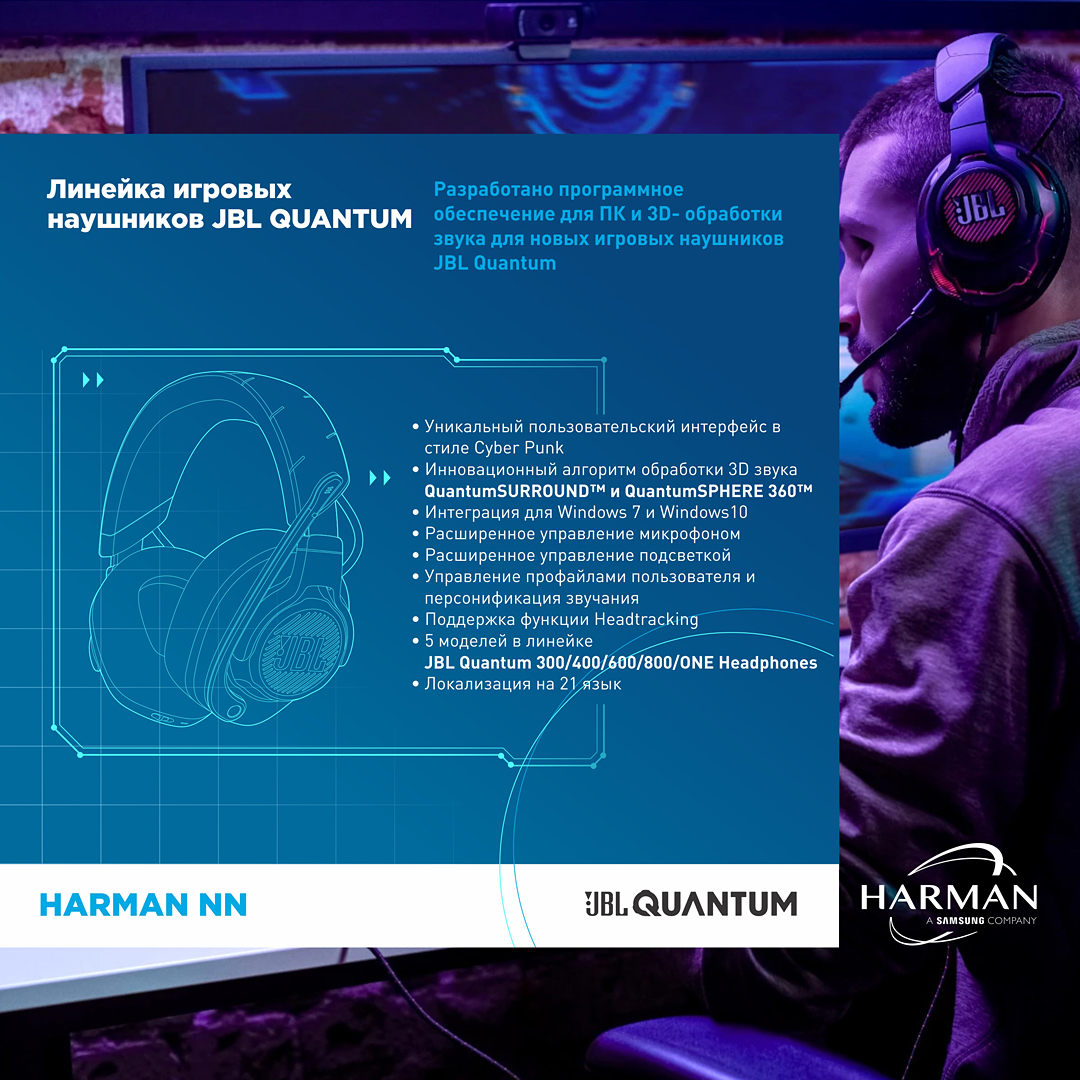 Линейка игровых
наушников JBL QUANTUM
Разработано программное
обеспечение для ПК и 3D- обработки
звука для новых игровых наушников
JBL Quantum
JBL
• Уникальный пользовательский интерфейс в
стиле Cyber Punk
• Инновационный алгоритм обработки 3D звука
QuantumSURROUND™ и QuantumSPHERE 360™
• Интеграция для Windows 7 и Windows10
• Расширенное управление микрофоном
• Расширенное управление подсветкой
• Управление профайлами пользователя и
персонификация звучания
• Поддержка функции Headtracking
• 5 моделей в линейке
JBL Quantum 300/400/600/800/ONE Headphones
• Локализация на 21 язык
JBL
HARMAN NN
JBL QUANTUM
HARMAN
A SAMSUNG COMPANY